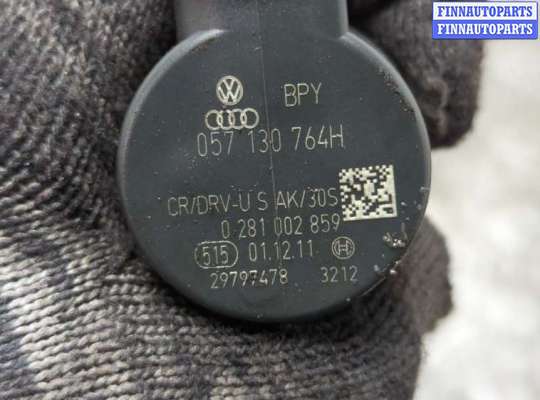 FINNAUTOPARTS
FINNAUTOPARTS
BPY
057 130 764H
CR/DRV-U S AK/30S
0 281 002 859
515 01.12.11
29797478 3212